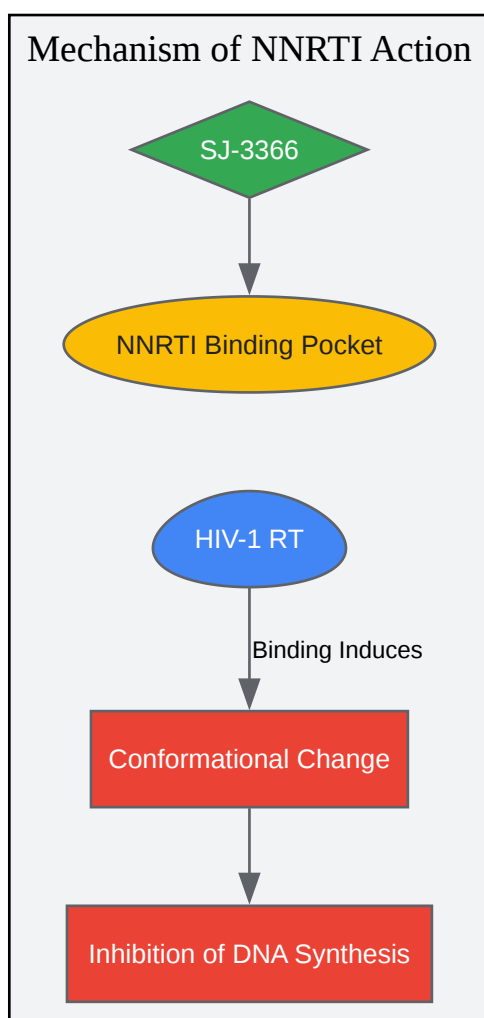 Mechanism of NNRTI Action
SJ-3366
NNRTI Binding Pocket
HIV-1 RT
Binding Induces
Conformational Change
Inhibition of DNA Synthesis